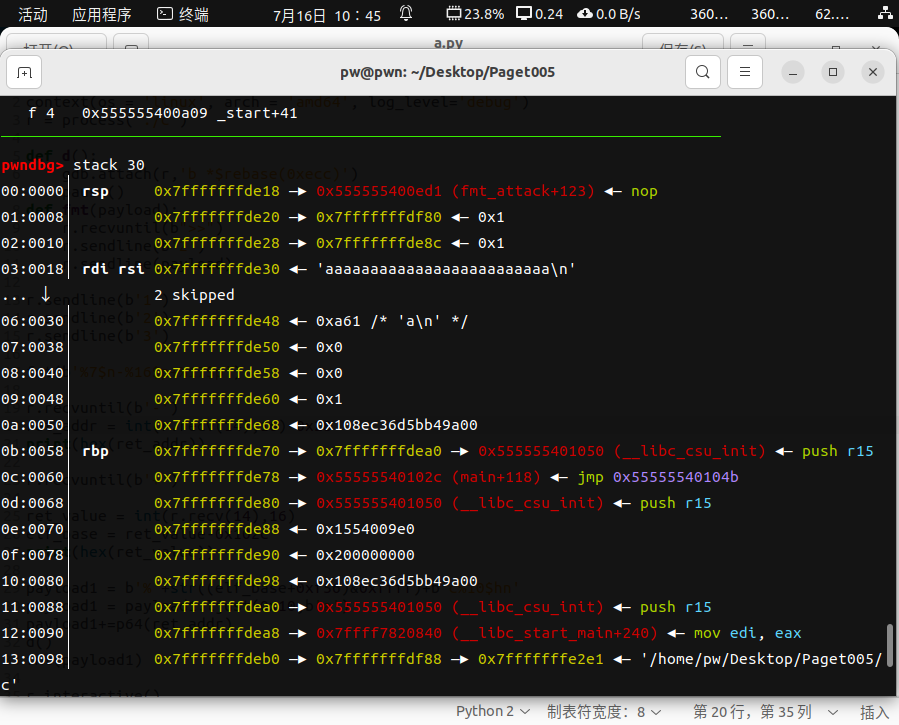 活动 应用程序 终端 7月16日 10：45 23.8% 0.24 0.0 B/s 360... 360... 62....
打开(O) a.py 保存(S)
pw@pwn: ~/Desktop/Paget005
f 4 0x555555400a09 _start+41
pwndbg> stack 30
00:0000│ rsp 0x7fffffffde18 —▸ 0x555555400ed1 (fmt_attack+123) ◂— nop
01:0008│ 0x7fffffffde20 —▸ 0x7fffffffdf80 ◂— 0x1
02:0010│ 0x7fffffffde28 —▸ 0x7fffffffde8c ◂— 0x1
03:0018│ rdi rsi 0x7fffffffde30 ◂— 'aaaaaaaaaaaaaaaaaaaaaaaaa\n'
... ↓ 2 skipped
06:0030│ 0x7fffffffde48 ◂— 0xa61 /* 'a\n' */
07:0038│ 0x7fffffffde50 ◂— 0x0
08:0040│ 0x7fffffffde58 ◂— 0x0
09:0048│ 0x7fffffffde60 ◂— 0x1
0a:0050│ 0x7fffffffde68 ◂— 0x108ec36d5bb49a00
0b:0058│ rbp 0x7fffffffde70 —▸ 0x7fffffffdea0 —▸ 0x555555401050 (__libc_csu_init) ◂— push r15
0c:0060│ 0x7fffffffde78 —▸ 0x55555540102c (main+118) ◂— jmp 0x55555540104b
0d:0068│ 0x7fffffffde80 —▸ 0x555555401050 (__libc_csu_init) ◂— push r15
0e:0070│ 0x7fffffffde88 ◂— 0x1554009e0
0f:0078│ 0x7fffffffde90 ◂— 0x200000000
10:0080│ 0x7fffffffde98 ◂— 0x108ec36d5bb49a00
11:0088│ 0x7fffffffdea0 —▸ 0x555555401050 (__libc_csu_init) ◂— push r15
12:0090│ 0x7fffffffdea8 —▸ 0x7ffff7820840 (__libc_start_main+240) ◂— mov edi, eax
13:0098│ 0x7fffffffdeb0 —▸ 0x7fffffffdf88 —▸ 0x7fffffffe2e1 ◂— '/home/pw/Desktop/Paget005/
c'
Python 2 制表符宽度：8 第 20 行，第 35 列 插入